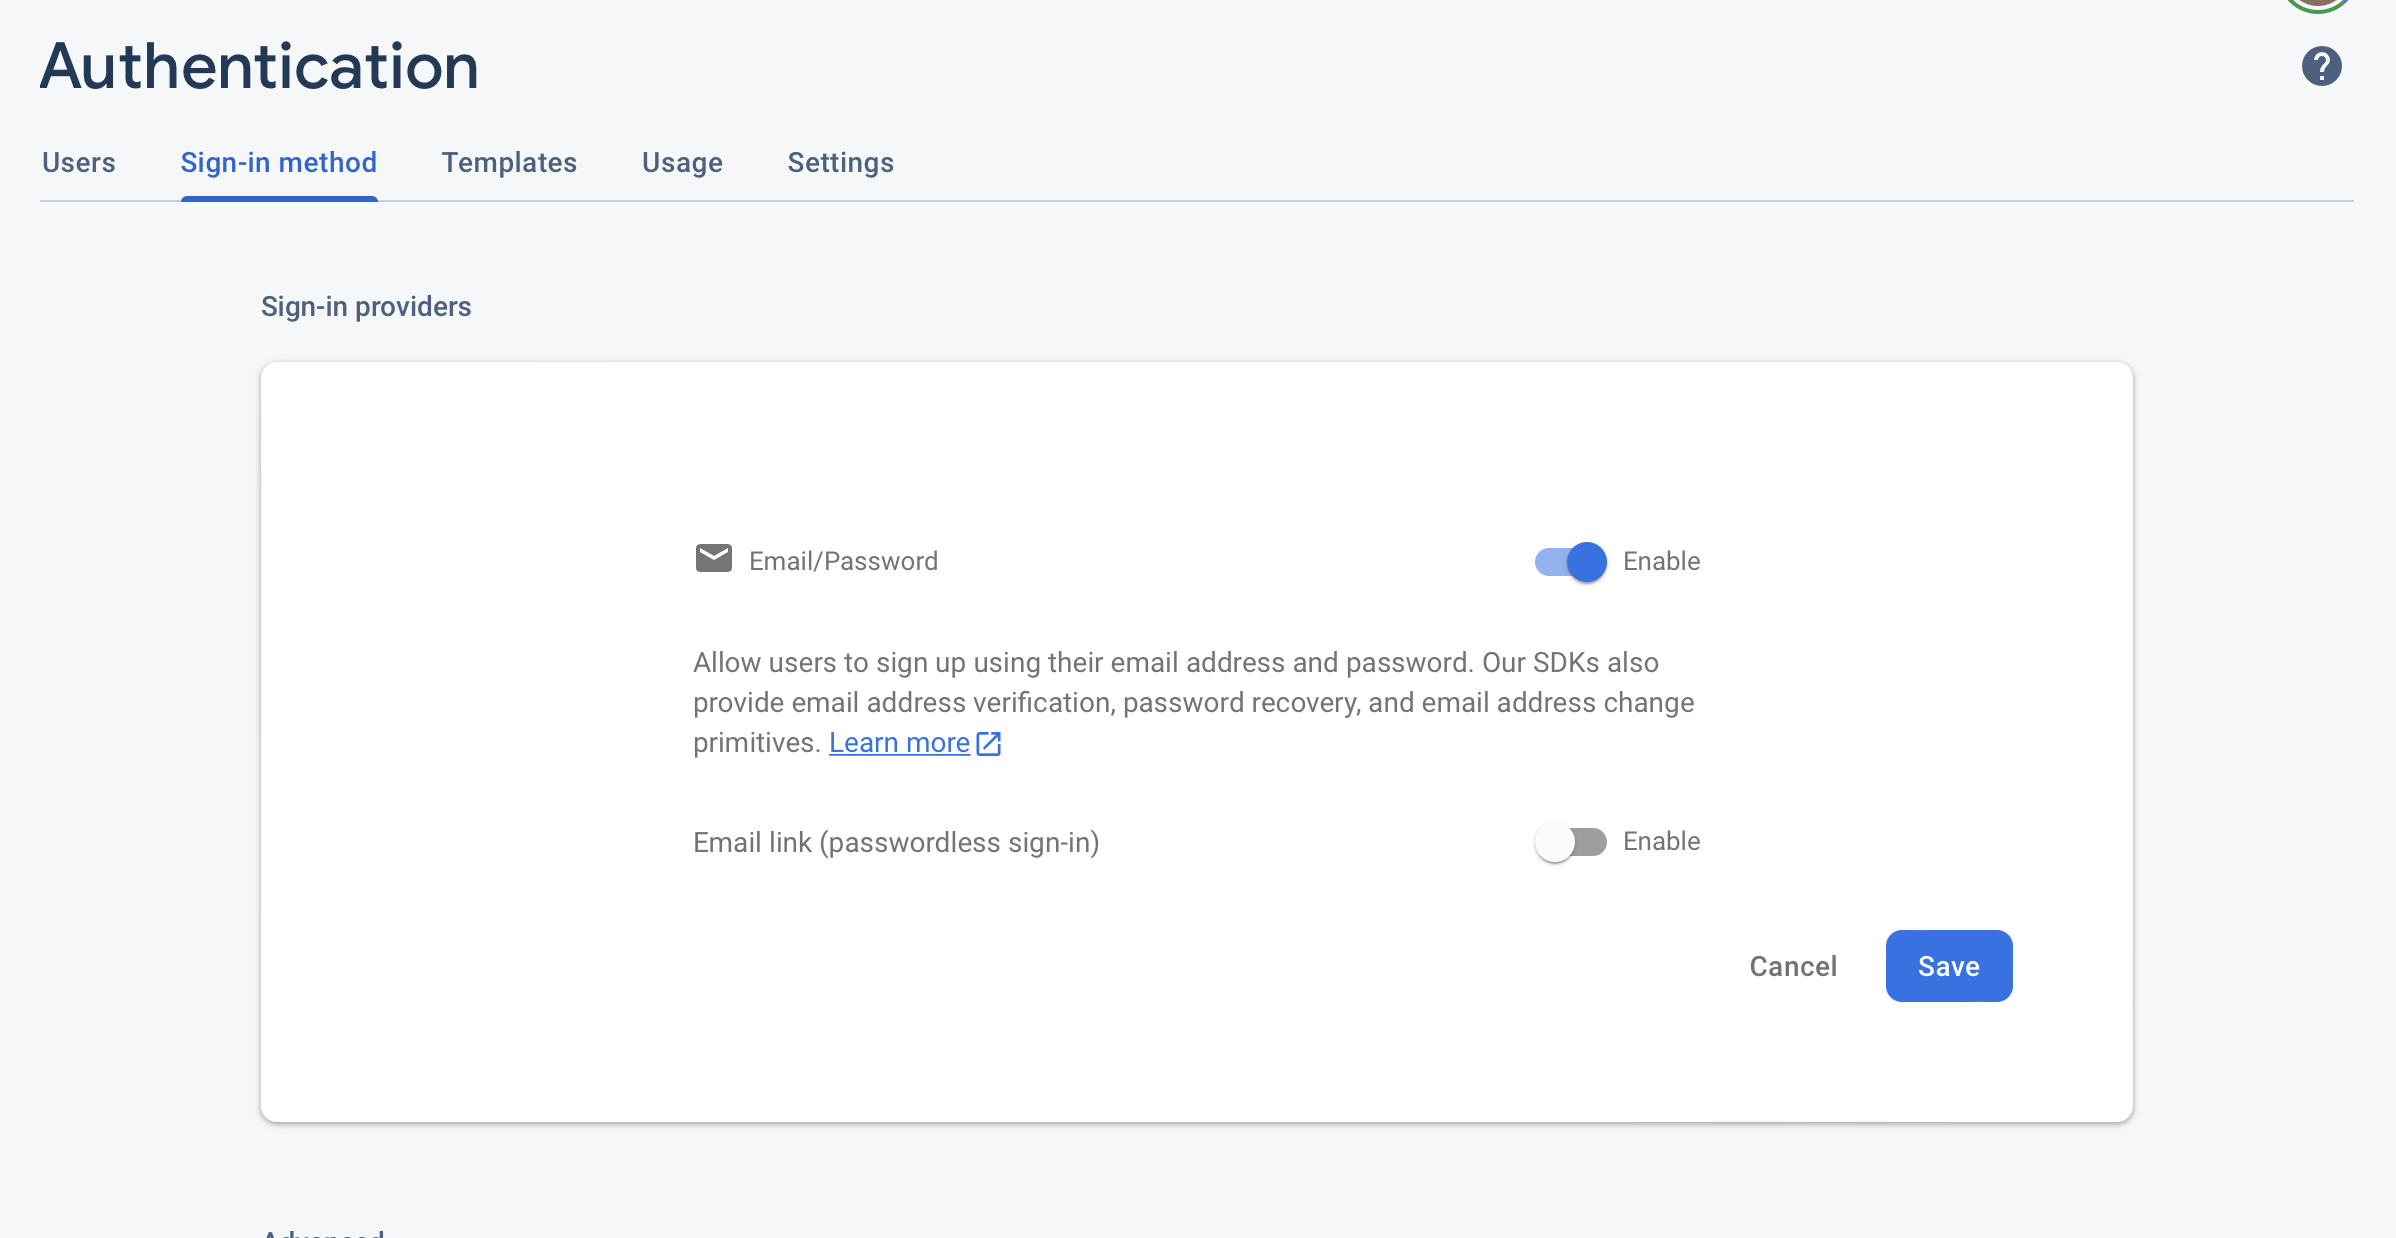 Authentication
Users
Sign-in method
Templates
Usage
Settings
Sign-in providers
Email/Password
Enable
Allow users to sign up using their email address and password. Our SDKs also
provide email address verification, password recovery, and email address change
primitives. Learn more
Email link (passwordless sign-in)
Enable
Cancel
Save
Advanced